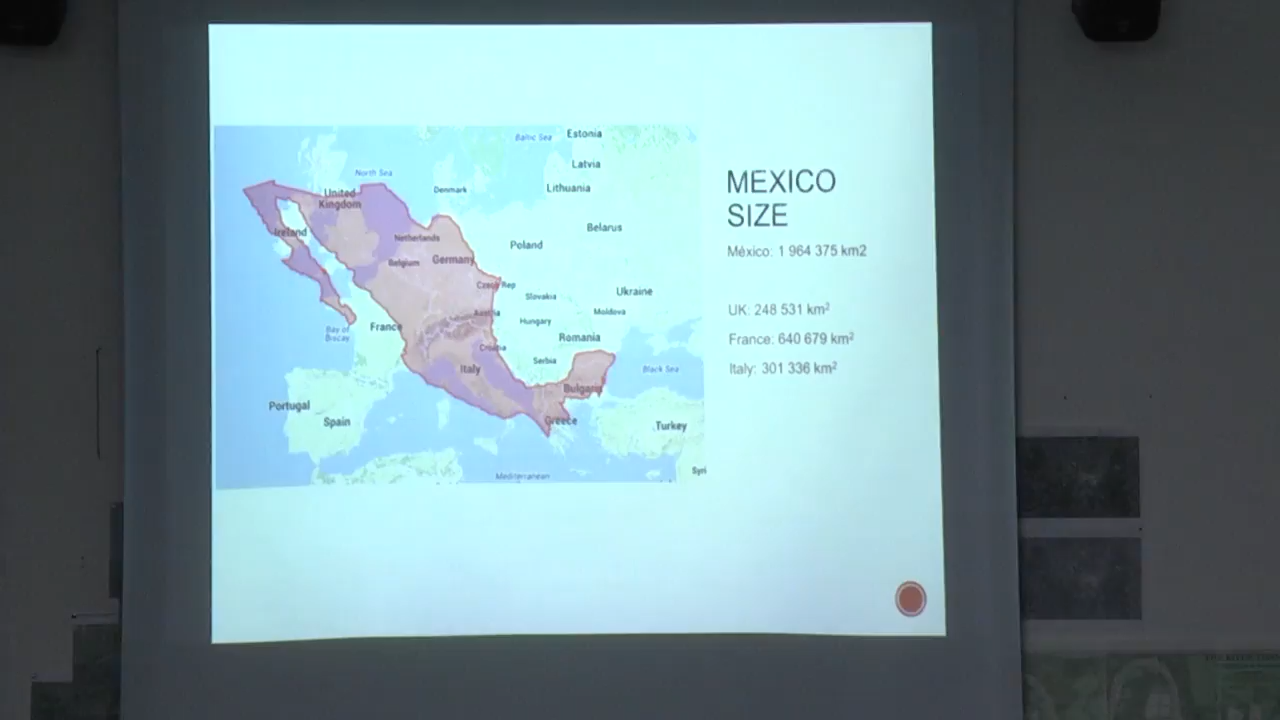 Baltic Sea
Estonia
Latvia
North Sea
Denmark
Lithuania
United
Kingdom
Ireland
Netherlands
Belarus
Poland
Belgium
Germany
Czech Rep
Slovakia
Ukraine
Austria
Hungary
Moldova
Bay of
Biscay
France
Romania
Croatia
Serbia
Italy
Black Sea
Bulgaria
Portugal
Spain
Greece
Turkey
Mediterranean
Syri
MEXICO
SIZE
México: 1 964 375 km2
UK: 248 531 km²
France: 640 679 km²
Italy: 301 336 km²